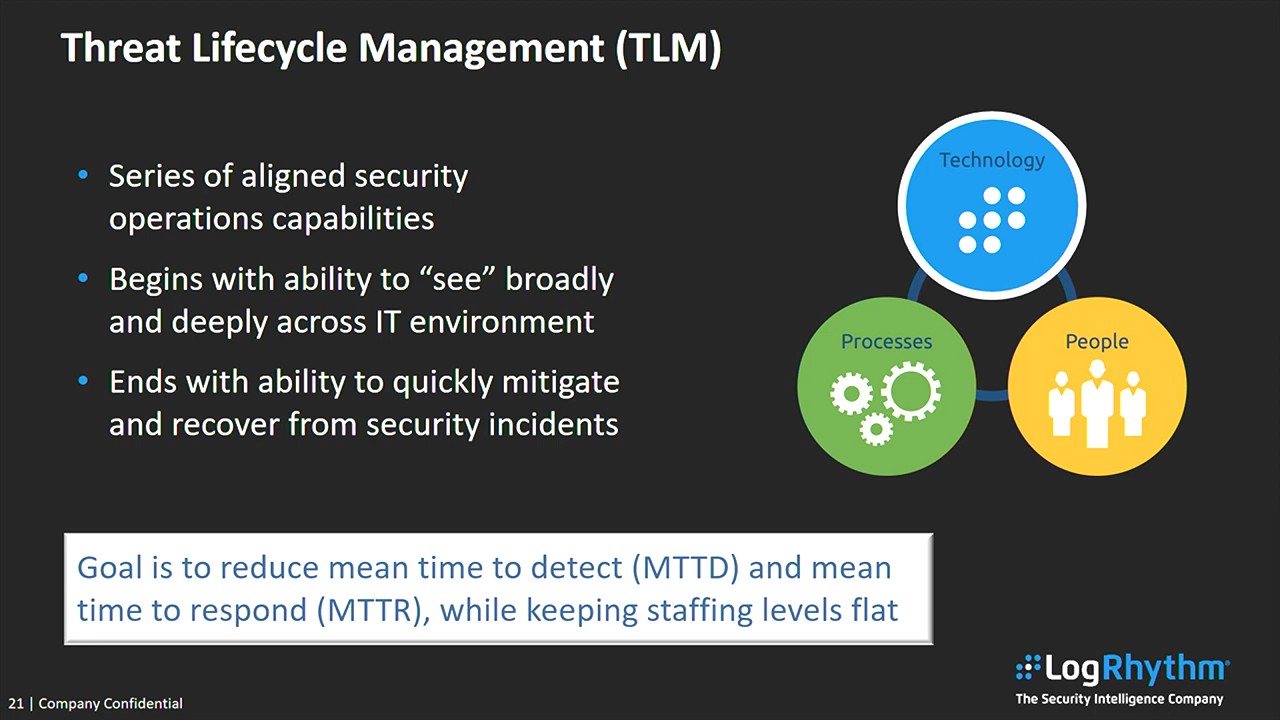 Threat Lifecycle Management (TLM)
• Series of aligned security
operations capabilities
• Begins with ability to “see” broadly
and deeply across IT environment
• Ends with ability to quickly mitigate
and recover from security incidents
Technology
Processes
People
Goal is to reduce mean time to detect (MTTD) and mean
time to respond (MTTR), while keeping staffing levels flat
LogRhythm
The Security Intelligence Company
21 | Company Confidential